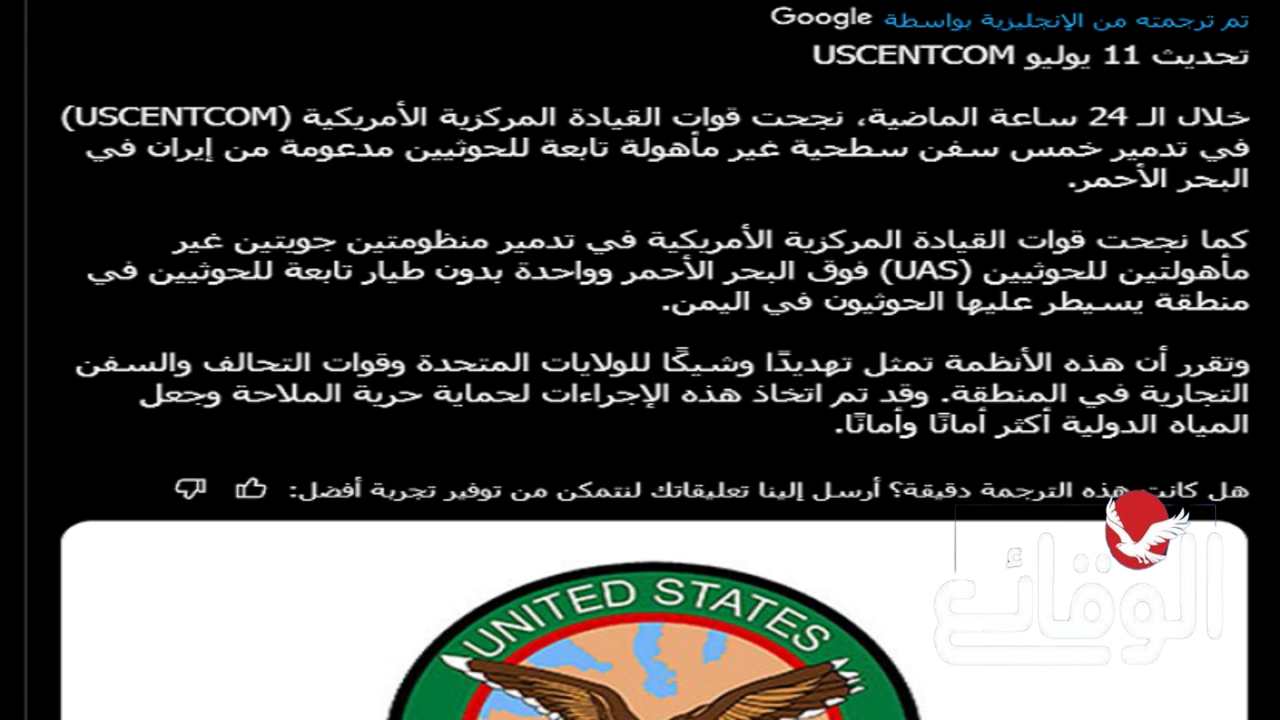 تم ترجمته من الإنجليزية بواسطة Google
تحديث 11 يوليو USCENTCOM
خلال الـ 24 ساعة الماضية، نجحت قوات القيادة المركزية الأمريكية (USCENTCOM)
في تدمير خمس سفن سطحية غير مأهولة تابعة للحوثيين مدعومة من إيران في
البحر الأحمر.
كما نجحت قوات القيادة المركزية الأمريكية في تدمير منظومتين جويتين غير
مأهولتين للحوثيين (UAS) فوق البحر الأحمر وواحدة بدون طيار تابعة للحوثيين في
منطقة يسيطر عليها الحوثيون في اليمن.
وتقرر أن هذه الأنظمة تمثل تهديدًا وشيكًا للولايات المتحدة وقوات التحالف والسفن
التجارية في المنطقة. وقد تم اتخاذ هذه الإجراءات لحماية حرية الملاحة وجعل
المياه الدولية أكثر أمانًا وأمانًا.
هل كانت هذه الترجمة دقيقة؟ أرسل إلينا تعليقاتك لنتمكن من توفير تجربة أفضل:
الوقائع
UNITED STATES